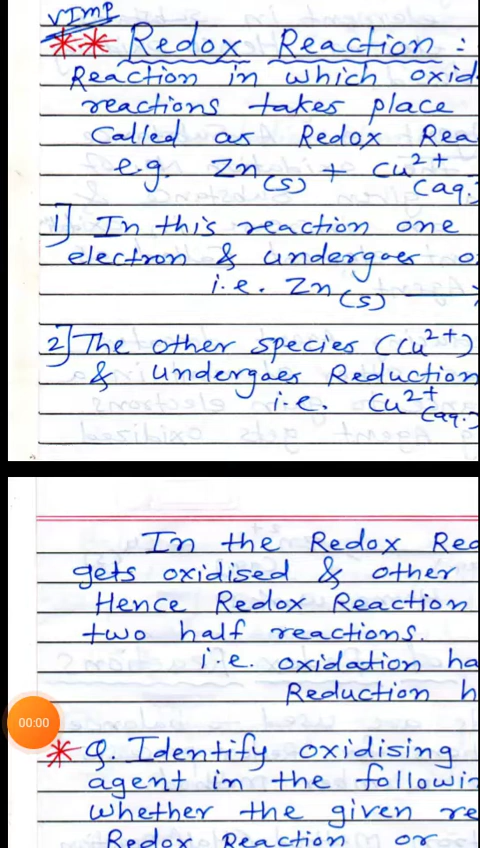 VIMP
** Redox Reaction :
Reaction in which oxid
reactions takes place
Called as Redox Rea
e.g. Zn(s) + Cu²⁺(aq.)
1] In this reaction one
electron & undergoes o
i.e. Zn(s)
2] The other species (Cu²⁺)
& undergoes Reduction
i.e. Cu²⁺(aq.)
In the Redox Rea
gets oxidised & other
Hence Redox Reaction
two half reactions.
i.e. oxidation ha
Reduction h
00:00
* Q. Identify oxidising
agent in the followin
whether the given re
Redox Reaction or